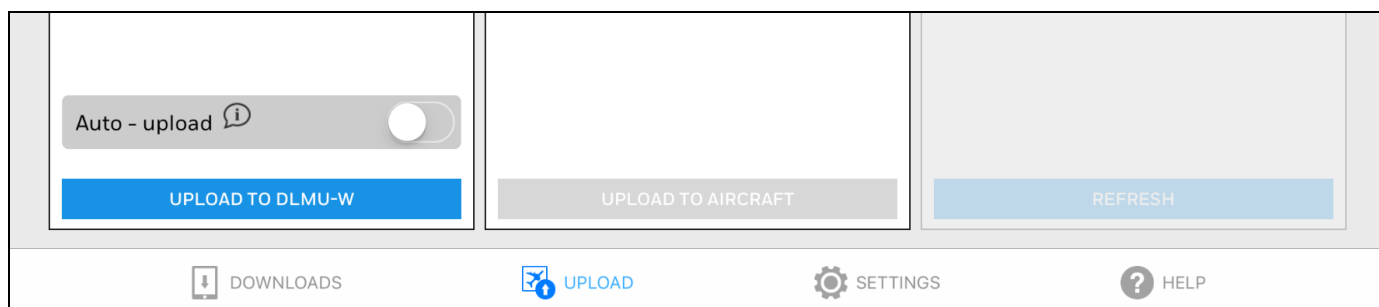 Auto - upload
UPLOAD TO DLMU-W
UPLOAD TO AIRCRAFT
REFRESH
DOWNLOADS
UPLOAD
SETTINGS
HELP